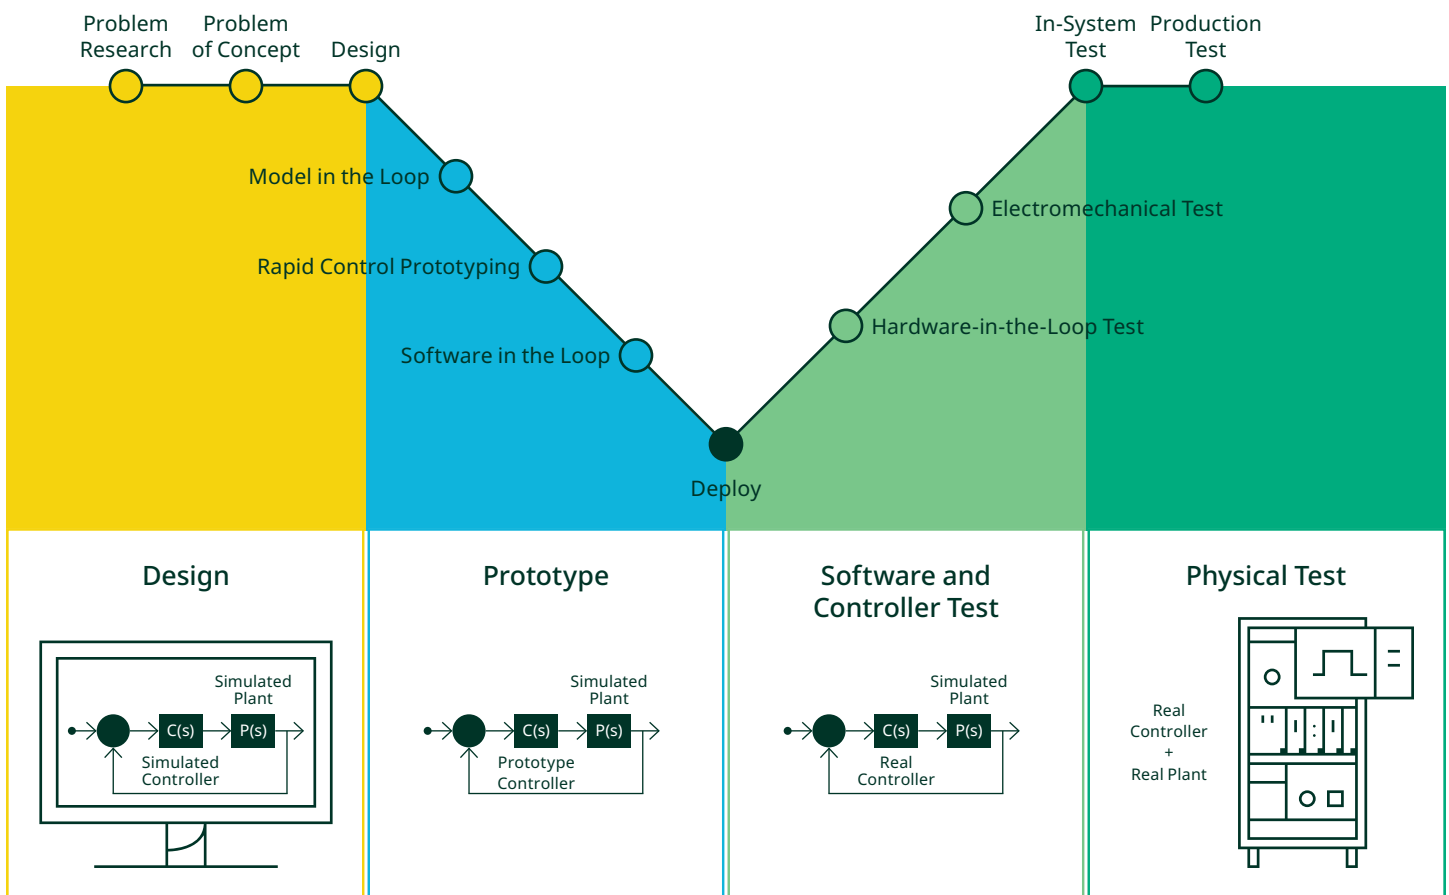 Problem
Research
Problem
of Concept
Design
In-System
Test
Production
Test
Model in the Loop
Electromechanical Test
Rapid Control Prototyping
Hardware-in-the-Loop Test
Software in the Loop
Deploy
Design
Simulated
Plant
C(s)
P(s)
Simulated
Controller
Prototype
Simulated
Plant
C(s)
P(s)
Prototype
Controller
Software and
Controller Test
Simulated
Plant
C(s)
P(s)
Real
Controller
Physical Test
Real
Controller
+
Real Plant